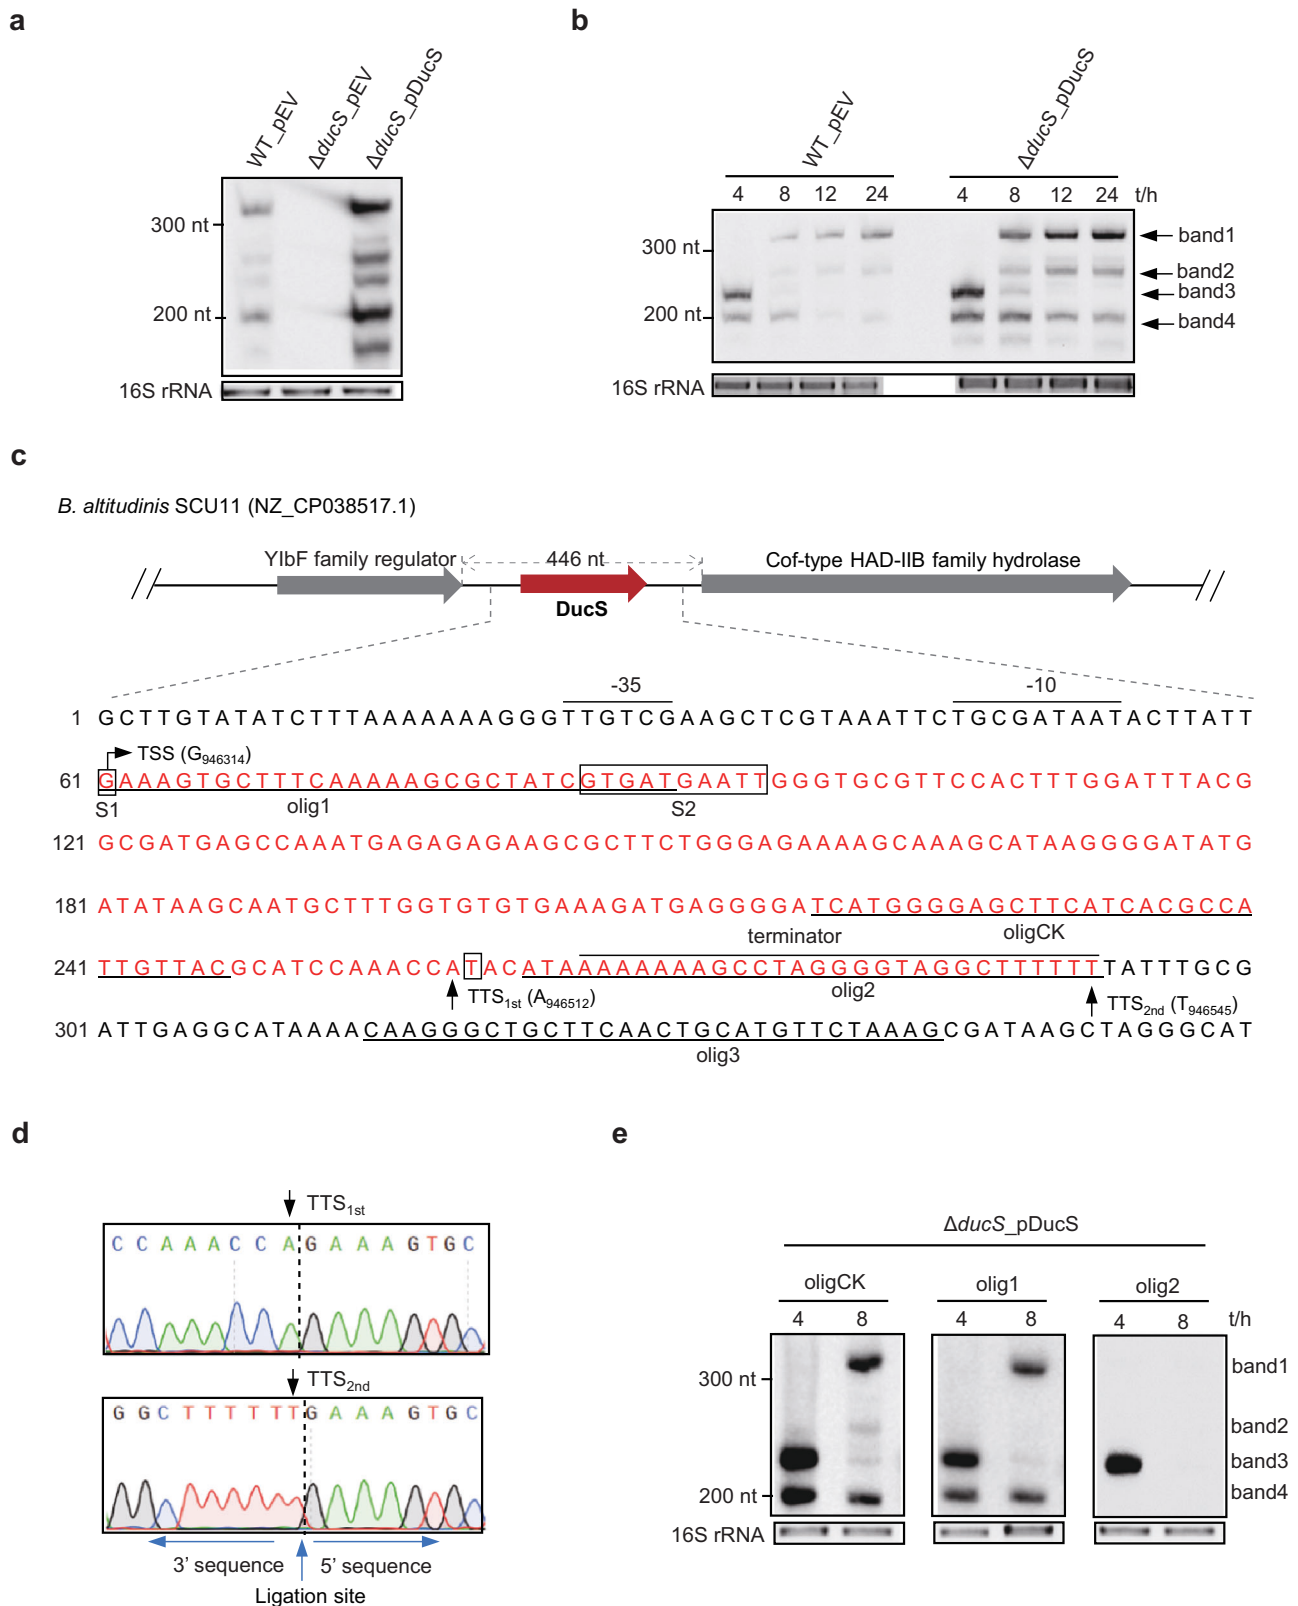 a
WT_pEV
ΔducS_pEV
ΔducS_pDucS
300 nt
200 nt
16S rRNA
b
WT_pEV
ΔducS_pDucS
4 8 12 24 4 8 12 24 t/h
300 nt
200 nt
band1
band2
band3
band4
16S rRNA
c
B. altitudinis SCU11 (NZ_CP038517.1)
YlbF family regulator
446 nt
Cof-type HAD-IIB family hydrolase
DucS
-35 -10
1 GCTTGTATATCTTTAAAAAAAGGGTTGTCGAAGCTCGTAAATTCTGCGATAATACTTATT
TSS (G946314)
61 GAAAGTGCTTTCAAAAAGCGCTATCGTGATGAATTGGGTGCGTTCCACTTTGGATTTACG
S1 olig1 S2
121 GCGATGAGCCAAATGAGAGAGAAGCGCTTCTGGGAGAAAAGCAAAGCATAAGGGGATATG
181 ATATAAGCAATGCTTTGGTGTGTGAAAGATGAGGGGATCATGGGGAGCTTCATCACGCCA
terminator oligCK
241 TTGTTACGCATCCAAACCATACATAAAAAAAAGCCTAGGGGTAGGCTTTTTTTATTTGCG
TTS1st (A946512) olig2 TTS2nd (T946545)
301 ATTGAGGCATAAAACAAGGGCTGCTTCAACTGCATGTTCTAAAGCGATAAGCTAGGGCAT
olig3
d
TTS1st
CCAAACCAGAAAGTGC
TTS2nd
GGCTTTTTTGAAAGTGC
3' sequence 5' sequence
Ligation site
e
ΔducS_pDucS
oligCK olig1 olig2
4 8 4 8 4 8 t/h
300 nt
200 nt
band1
band2
band3
band4
16S rRNA